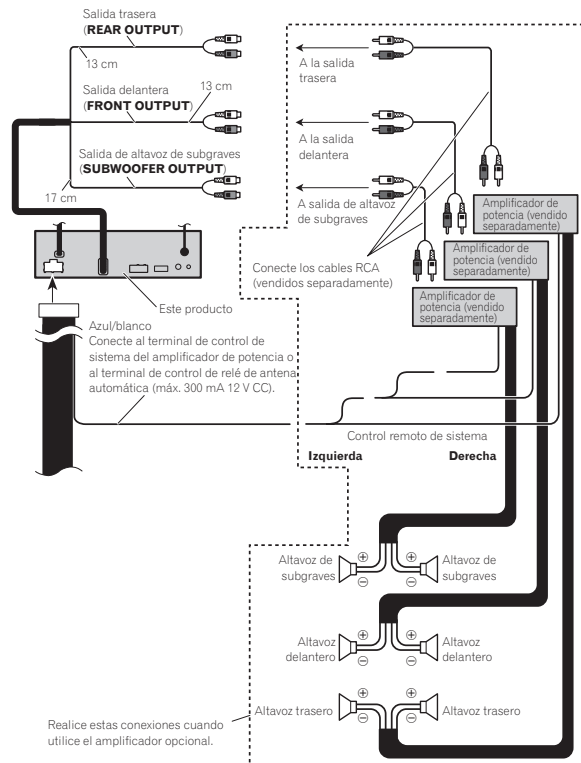 Salida trasera
(REAR OUTPUT)
13 cm
Salida delantera
(FRONT OUTPUT)
13 cm
Salida de altavoz de subgraves
(SUBWOOFER OUTPUT)
17 cm
A la salida
trasera
A la salida
delantera
A salida de altavoz
de subgraves
Conecte los cables RCA
(vendidos separadamente)
Amplificador de
potencia (vendido
separadamente)
Amplificador de
potencia (vendido
separadamente)
Amplificador de
potencia (vendido
separadamente)
Este producto
Azul/blanco
Conecte al terminal de control de
sistema del amplificador de potencia o
al terminal de control de relé de antena
automática (máx. 300 mA 12 V CC).
Control remoto de sistema
Izquierda
Derecha
Altavoz de
subgraves
⊕
⊖
⊕
⊖
Altavoz de
subgraves
Altavoz
delantero
⊕
⊖
⊕
⊖
Altavoz
delantero
Altavoz trasero
⊕
⊖
⊕
⊖
Altavoz trasero
Realice estas conexiones cuando
utilice el amplificador opcional.